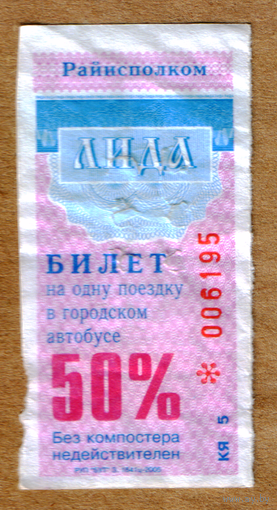 Райисполком
ЛИДА
БИЛЕТ
на одну поездку
в городском
автобусе
50%
Без компостера
недействителен
006195
КЯ 5